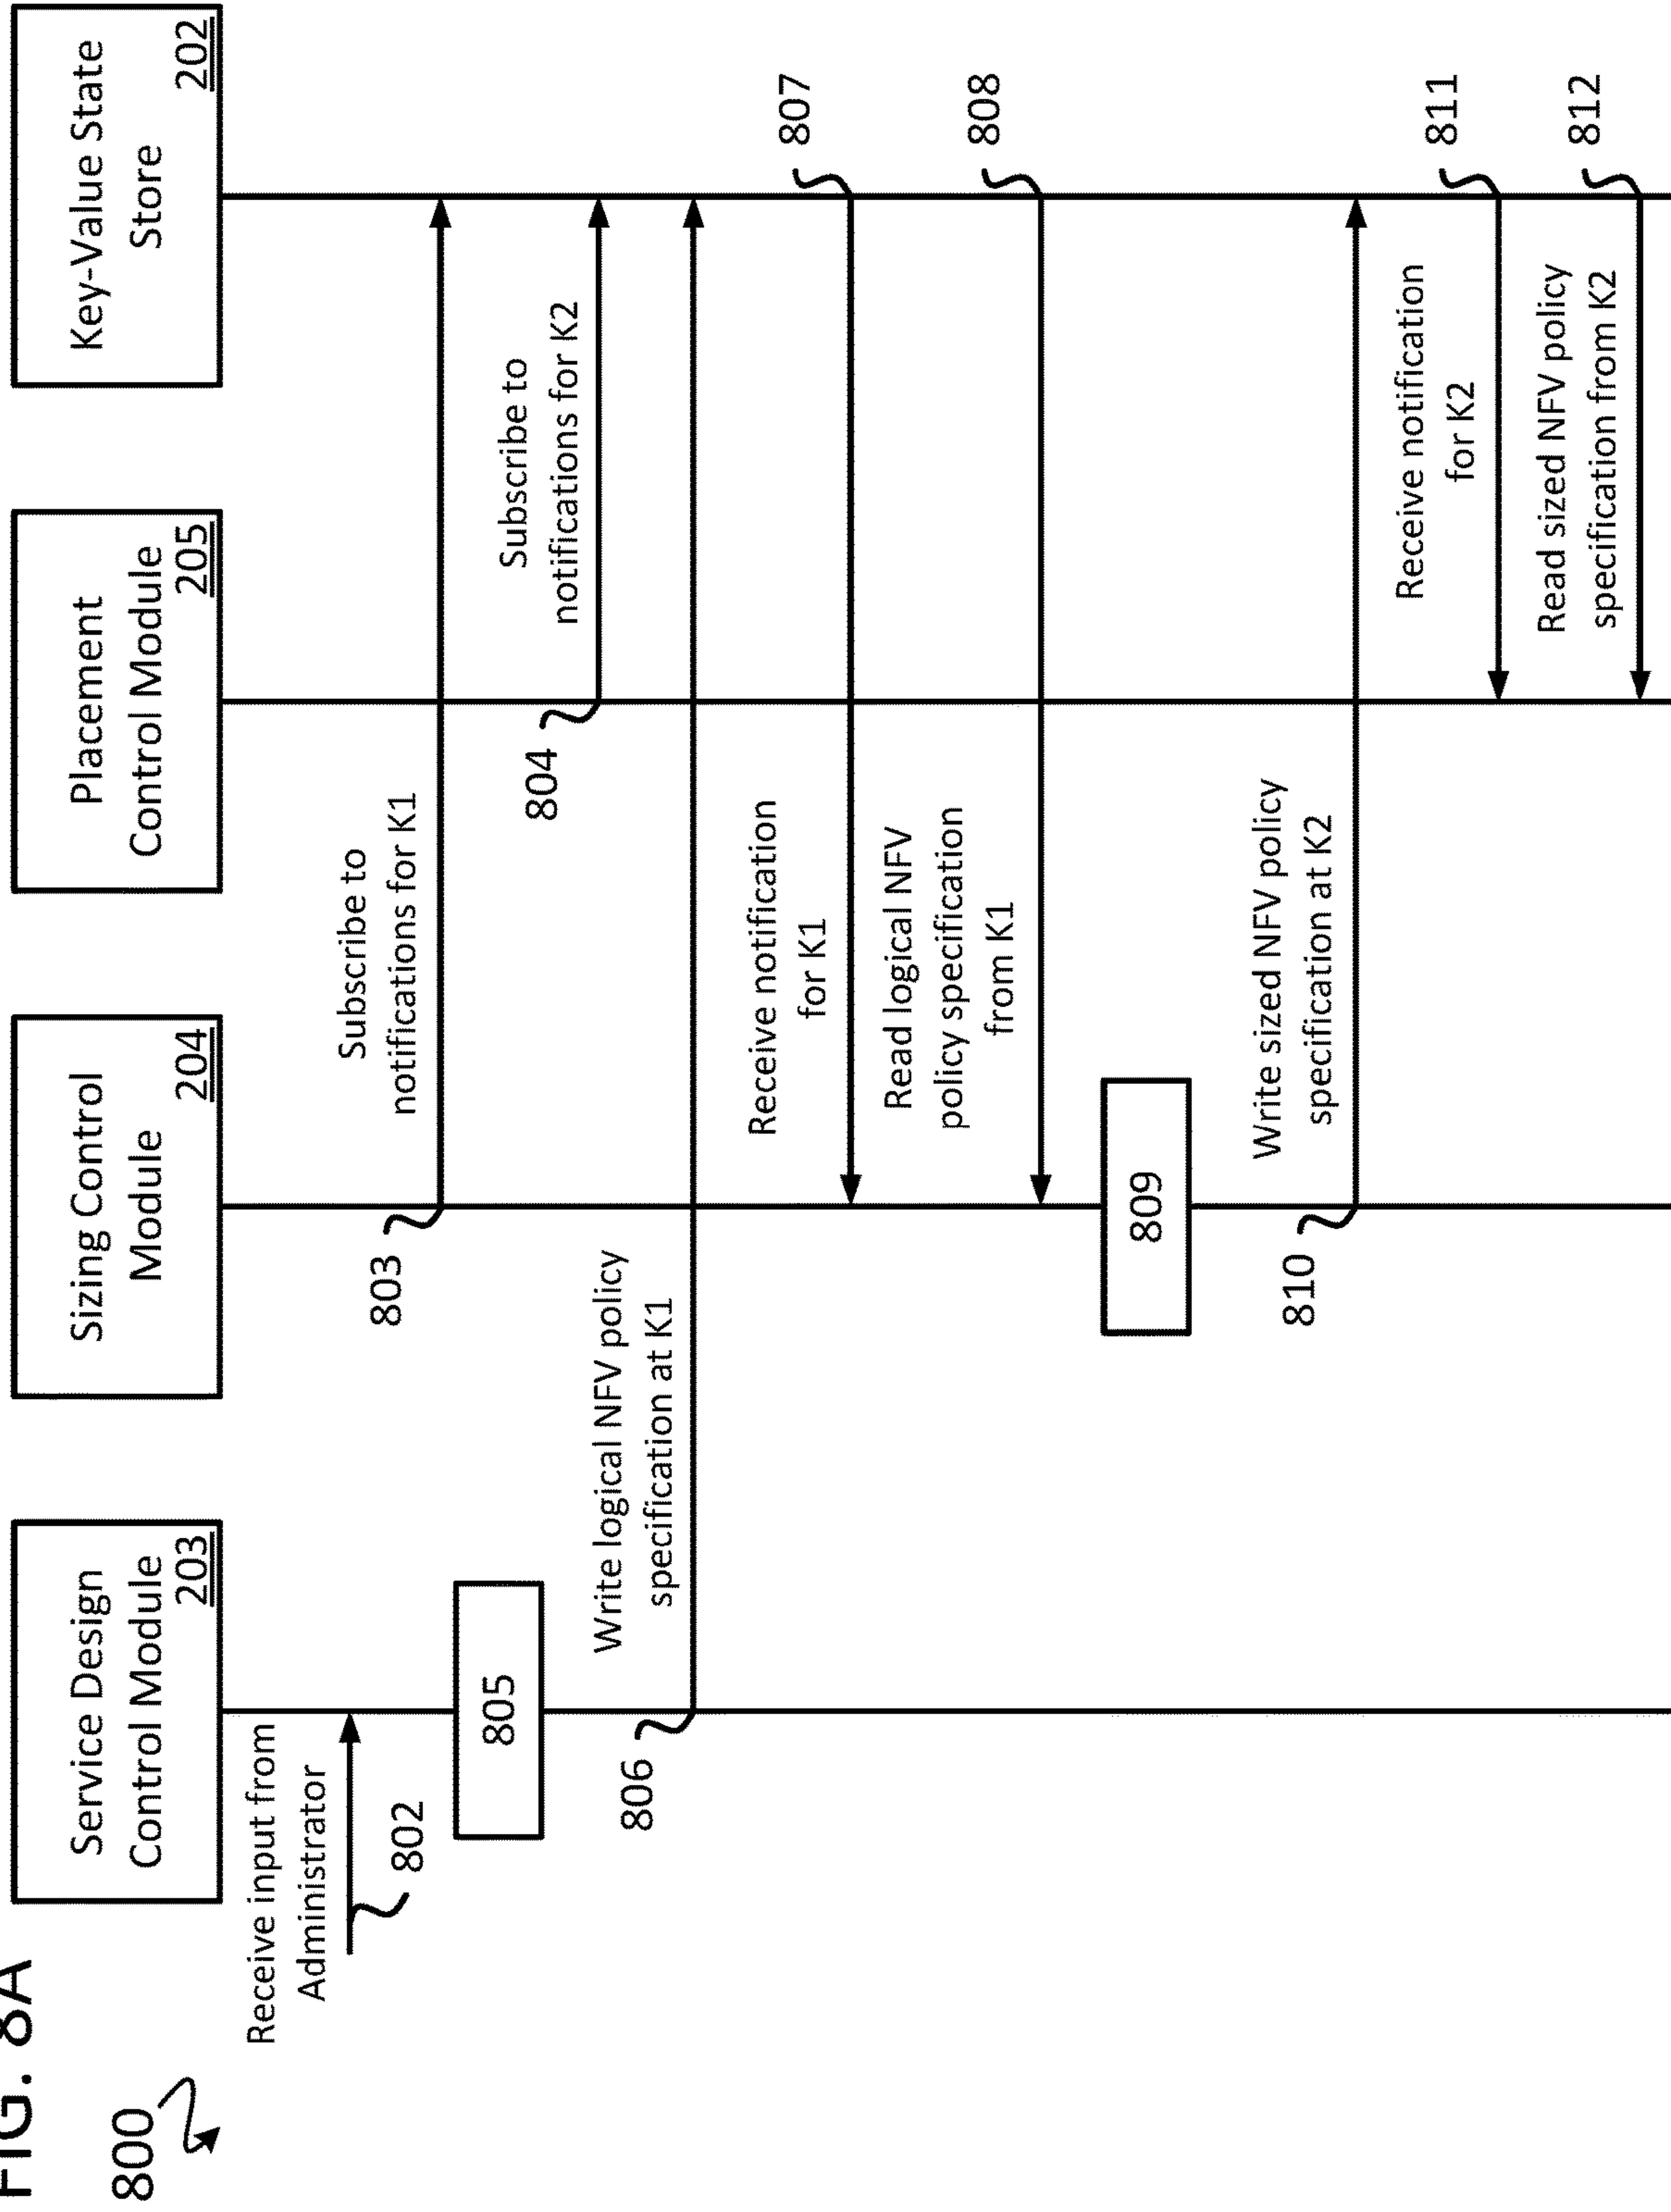 FIG. 8A
800
Service Design
Control Module
203
Sizing Control
Module
204
Placement
Control Module
205
Key-Value State
Store
202
Receive input from
Administrator
802
Subscribe to
notifications for K1
803
Subscribe to
notifications for K2
804
805
Write logical NFV policy
specification at K1
806
Receive notification
for K1
807
Read logical NFV
policy specification
from K1
808
809
Write sized NFV policy
specification at K2
810
Receive notification
for K2
811
Read sized NFV policy
specification from K2
812